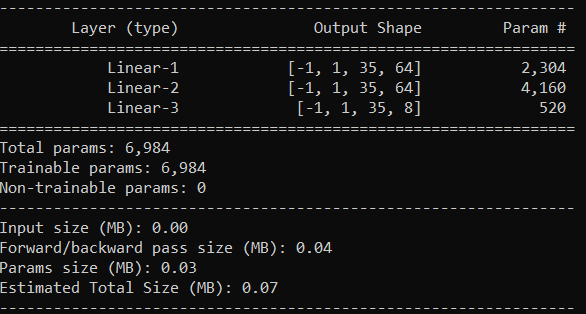 ----------------------------------------------------------------
        Layer (type)               Output Shape         Param #
================================================================
            Linear-1            [-1, 1, 35, 64]           2,304
            Linear-2            [-1, 1, 35, 64]           4,160
            Linear-3             [-1, 1, 35, 8]             520
================================================================
Total params: 6,984
Trainable params: 6,984
Non-trainable params: 0
----------------------------------------------------------------
Input size (MB): 0.00
Forward/backward pass size (MB): 0.04
Params size (MB): 0.03
Estimated Total Size (MB): 0.07
----------------------------------------------------------------